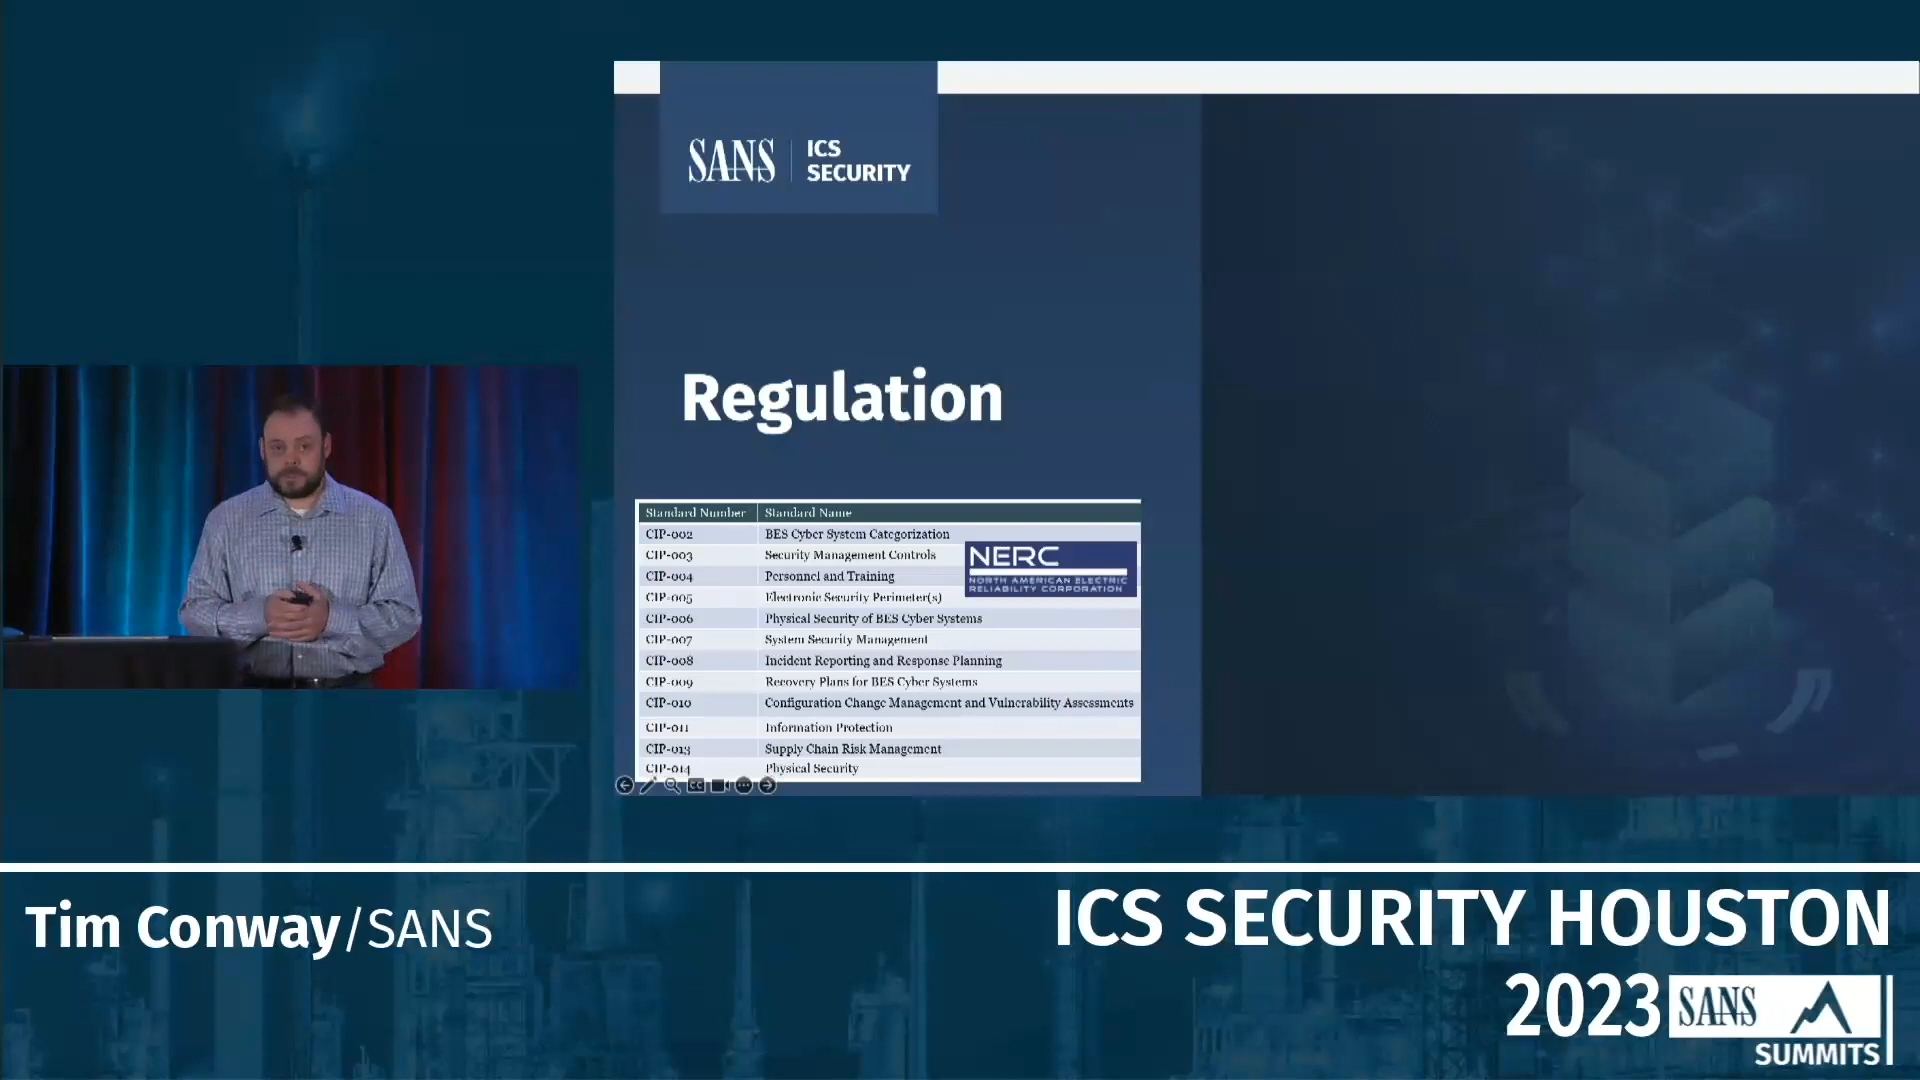 SANS
ICS
SECURITY
Regulation
Standard Number Standard Name
CIP-002 BES Cyber System Categorization
CIP-003 Security Management Controls
CIP-004 Personnel and Training
CIP-005 Electronic Security Perimeter(s)
CIP-006 Physical Security of BES Cyber Systems
CIP-007 System Security Management
CIP-008 Incident Reporting and Response Planning
CIP-009 Recovery Plans for BES Cyber Systems
CIP-010 Configuration Change Management and Vulnerability Assessments
CIP-011 Information Protection
CIP-013 Supply Chain Risk Management
CIP-014 Physical Security
NERC
NORTH AMERICAN ELECTRIC
RELIABILITY CORPORATION
CC
Tim Conway/SANS
ICS SECURITY HOUSTON
2023
SANS
SUMMITS